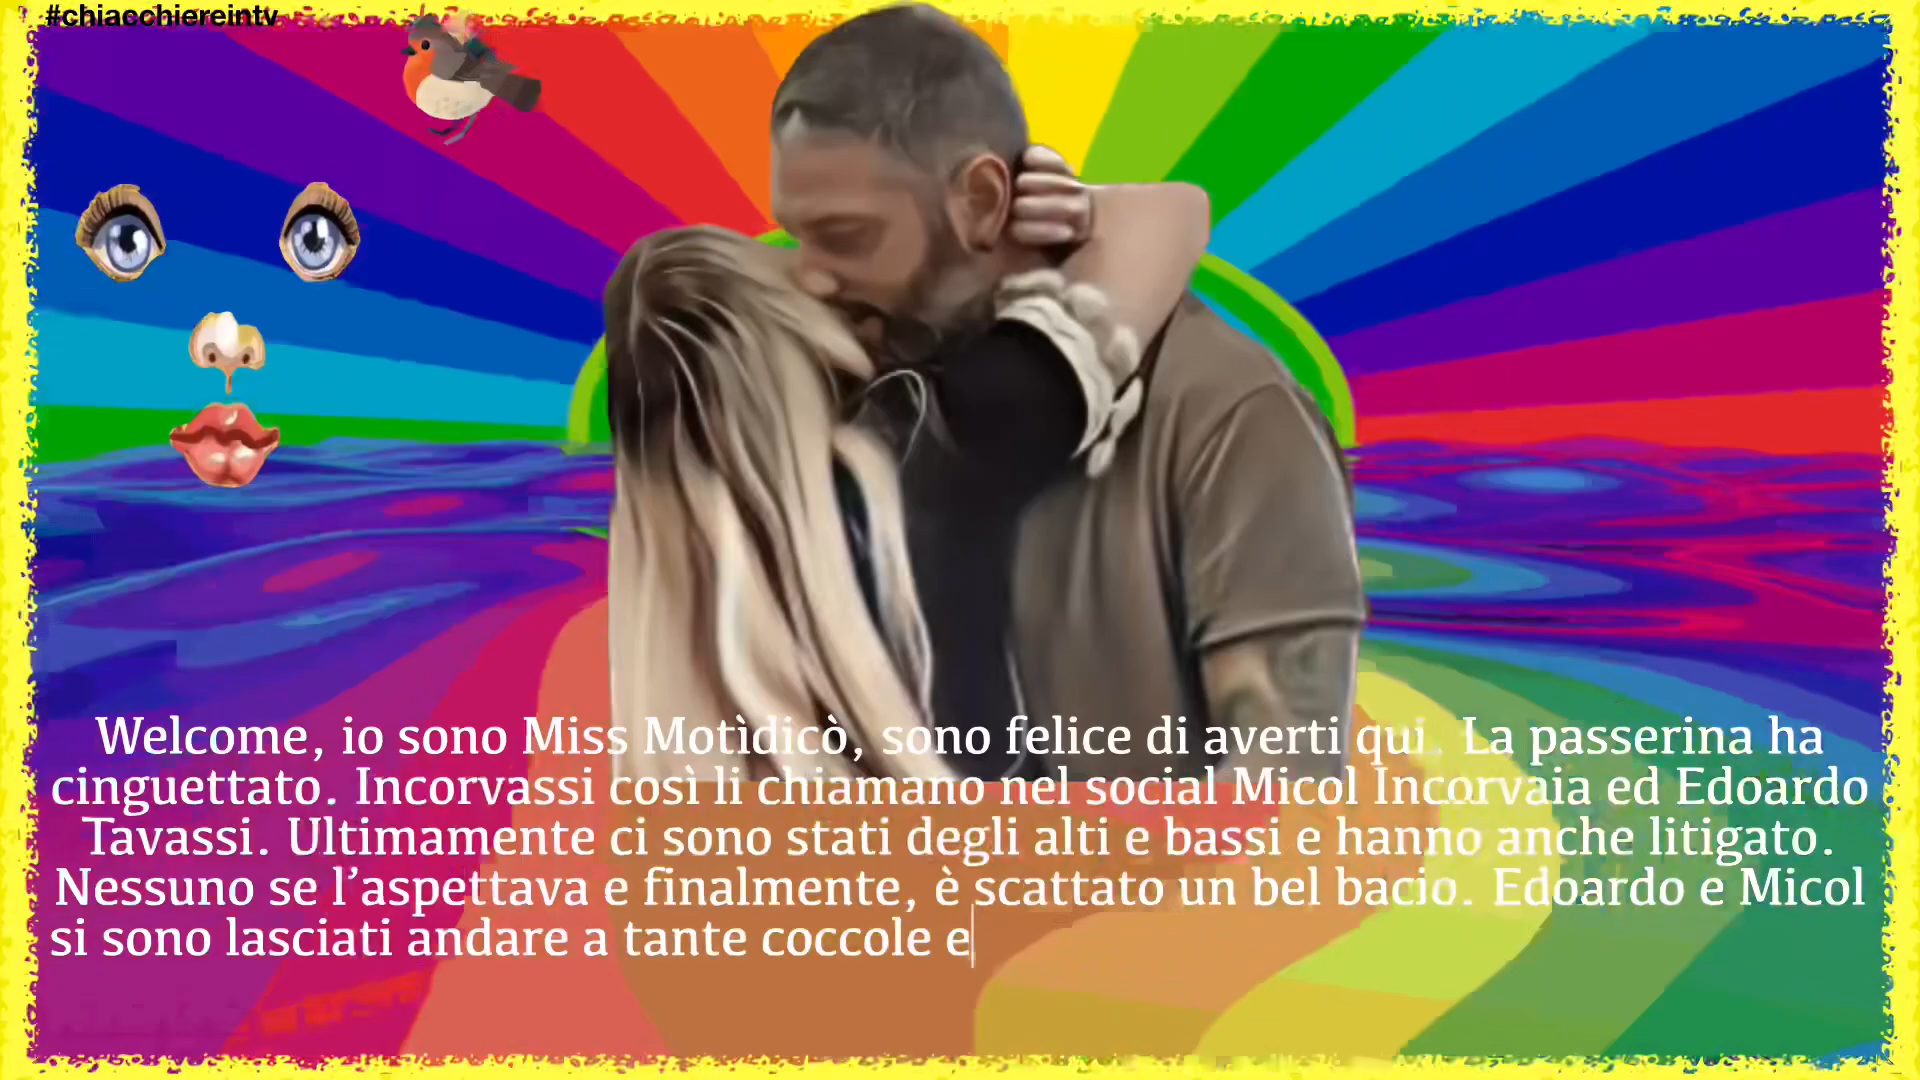 #chiacchiereintv
Welcome, io sono Miss Motìdicò, sono felice di averti qui. La passerina ha
cinguettato. Incorvassi così li chiamano nel social Micol Incorvaia ed Edoardo
Tavassi. Ultimamente ci sono stati degli alti e bassi e hanno anche litigato.
Nessuno se l’aspettava e finalmente, è scattato un bel bacio. Edoardo e Micol
si sono lasciati andare a tante coccole e